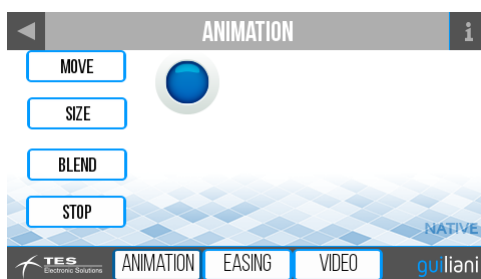 ANIMATION
i
MOVE
SIZE
BLEND
STOP
NATIVE
TES
Electronic Solutions
ANIMATION
EASING
VIDEO
guiliani